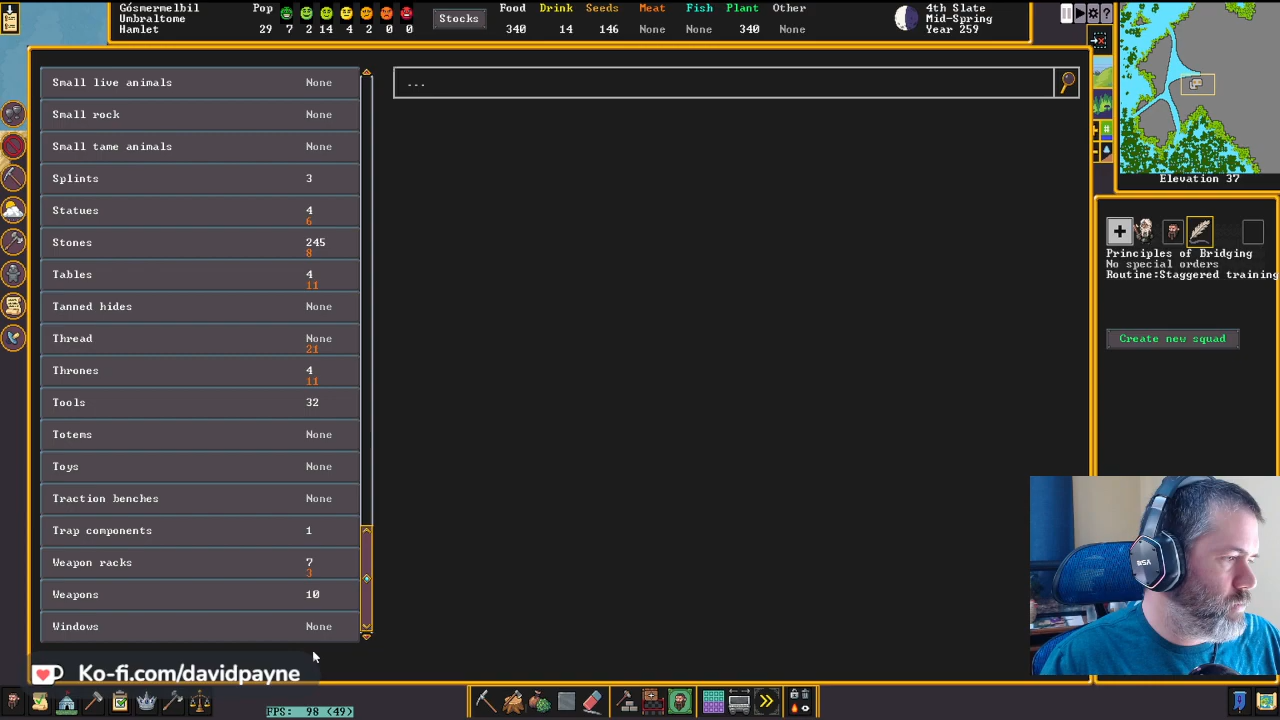 Gósmermelbil Pop Stocks Food Drink Seeds Meat Fish Plant Other 4th Slate
Umbraltome Mid-Spring
Hamlet 29 7 2 14 4 2 0 0 340 14 146 None None 340 None Year 259
Small live animals None
Small rock None
Small tame animals None
Splints 3
Statues 4
6
Stones 245
8
Tables 4
11
Tanned hides None
Thread None
21
Thrones 4
11
Tools 32
Totems None
Toys None
Traction benches None
Trap components 1
Weapon racks 7
3
Weapons 10
Windows None
...
Elevation 37
Principles of Bridging
No special orders
Routine:Staggered training
Create new squad
Ko-fi.com/davidpayne
FPS: 98 (49)